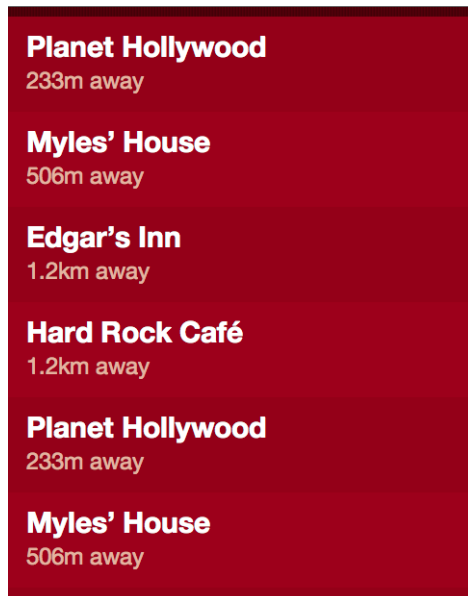 Planet Hollywood
233m away
Myles’ House
506m away
Edgar’s Inn
1.2km away
Hard Rock Café
1.2km away
Planet Hollywood
233m away
Myles’ House
506m away